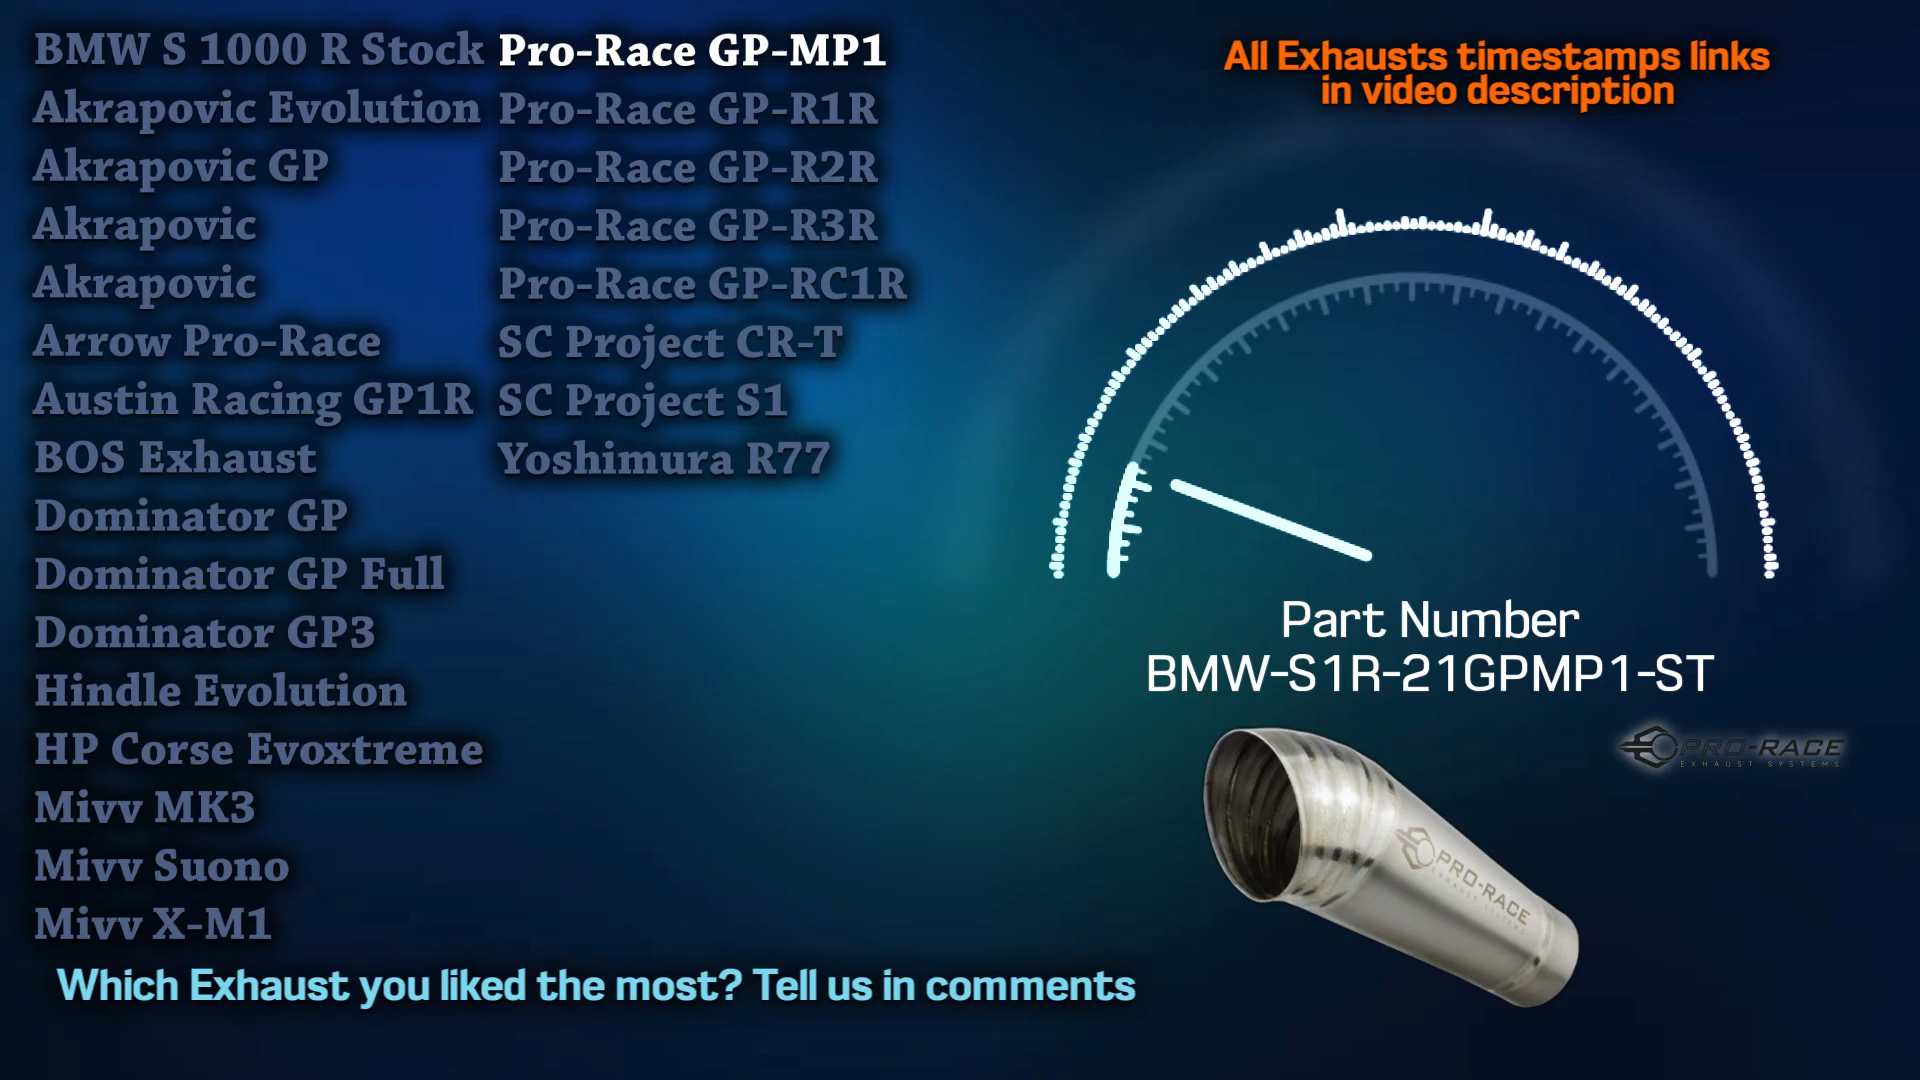 BMW S 1000 R Stock
Akrapovic Evolution
Akrapovic GP
Akrapovic
Akrapovic
Arrow Pro-Race
Austin Racing GP1R
BOS Exhaust
Dominator GP
Dominator GP Full
Dominator GP3
Hindle Evolution
HP Corse Evoxtreme
Mivv MK3
Mivv Suono
Mivv X-M1
Pro-Race GP-MP1
Pro-Race GP-R1R
Pro-Race GP-R2R
Pro-Race GP-R3R
Pro-Race GP-RC1R
SC Project CR-T
SC Project S1
Yoshimura R77
All Exhausts timestamps links
in video description
Part Number
BMW-S1R-21GPMP1-ST
PRO-RACE
EXHAUST SYSTEMS
PRO-RACE
EXHAUST SYSTEMS
Which Exhaust you liked the most? Tell us in comments